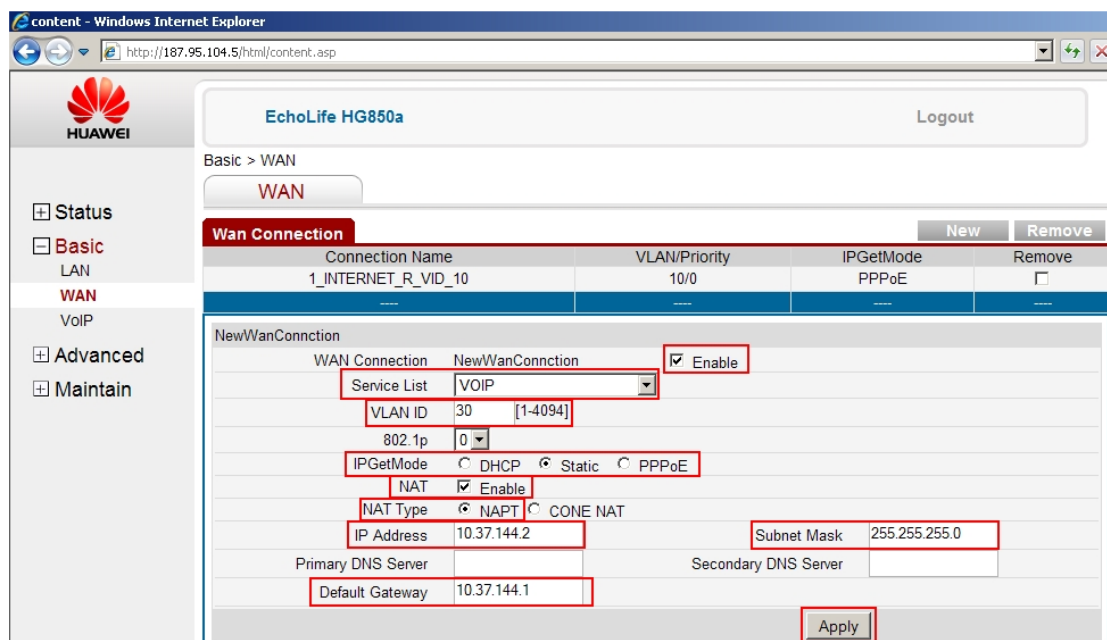 content - Windows Internet Explorer
http://187.95.104.5/html/content.asp
HUAWEI
EchoLife HG850a
Logout
Basic > WAN
WAN
Status
Basic
LAN
WAN
VoIP
Advanced
Maintain
Wan Connection
New Remove
Connection Name VLAN/Priority IPGetMode Remove
1_INTERNET_R_VID_10 10/0 PPPoE
---- ---- ---- ----
NewWanConnction
WAN Connection NewWanConnction Enable
Service List VOIP
VLAN ID 30 [1-4094]
802.1p 0
IPGetMode DHCP Static PPPoE
NAT Enable
NAT Type NAPT CONE NAT
IP Address 10.37.144.2 Subnet Mask 255.255.255.0
Primary DNS Server Secondary DNS Server
Default Gateway 10.37.144.1
Apply